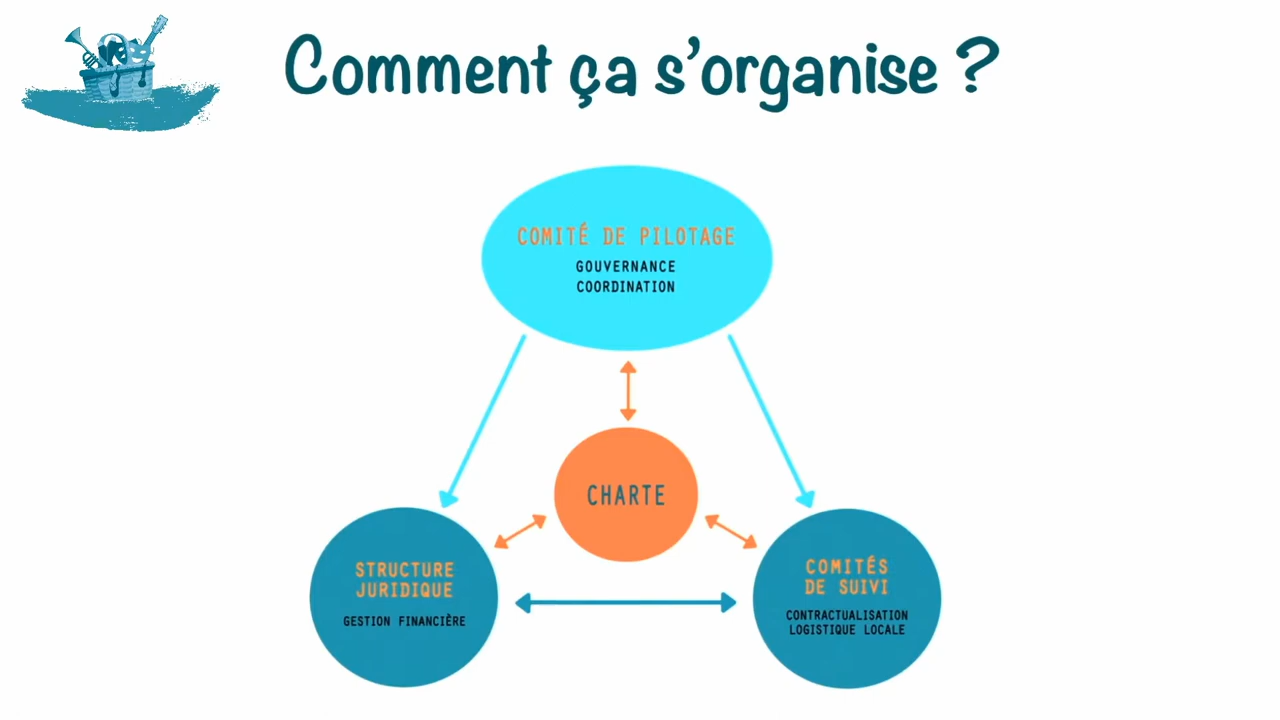 Comment ça s'organise ?
COMITÉ DE PILOTAGE
GOUVERNANCE
COORDINATION
CHARTE
STRUCTURE
JURIDIQUE
GESTION FINANCIÈRE
COMITÉS
DE SUIVI
CONTRACTUALISATION
LOGISTIQUE LOCALE